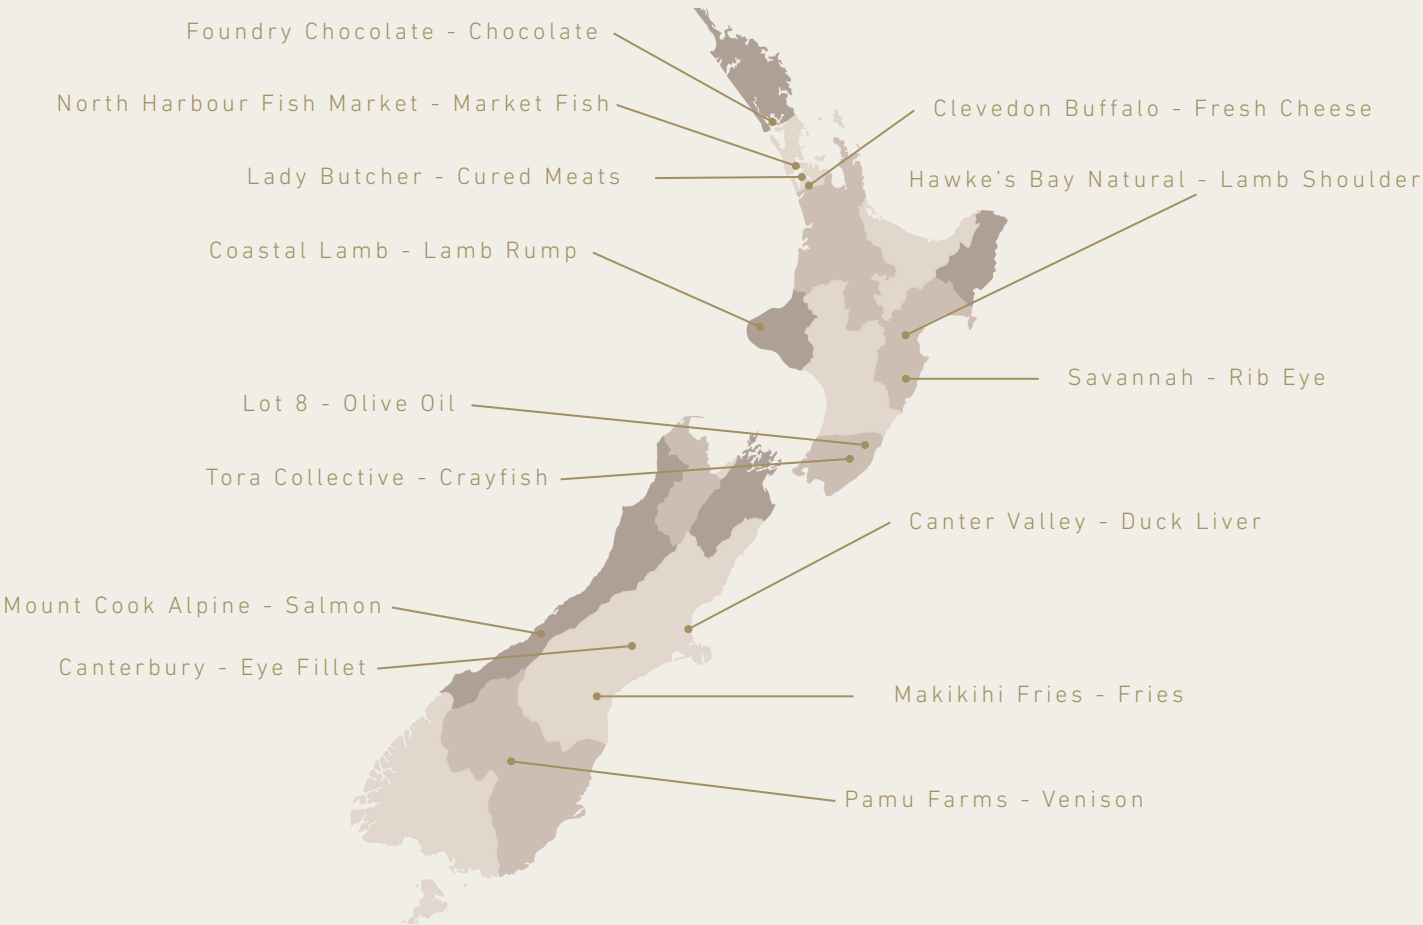 Foundry Chocolate - Chocolate
North Harbour Fish Market - Market Fish
Clevedon Buffalo - Fresh Cheese
Lady Butcher - Cured Meats
Hawke’s Bay Natural - Lamb Shoulder
Coastal Lamb - Lamb Rump
Savannah - Rib Eye
Lot 8 - Olive Oil
Tora Collective - Crayfish
Canter Valley - Duck Liver
Mount Cook Alpine - Salmon
Canterbury - Eye Fillet
Makikihi Fries - Fries
Pamu Farms - Venison